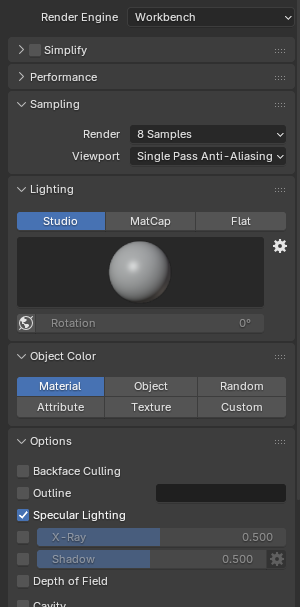 Render Engine Workbench
Simplify
Performance
Sampling
Render 8 Samples
Viewport Single Pass Anti-Aliasing
Lighting
Studio MatCap Flat
Rotation 0°
Object Color
Material Object Random
Attribute Texture Custom
Options
Backface Culling
Outline
Specular Lighting
X-Ray 0.500
Shadow 0.500
Depth of Field
Cavity